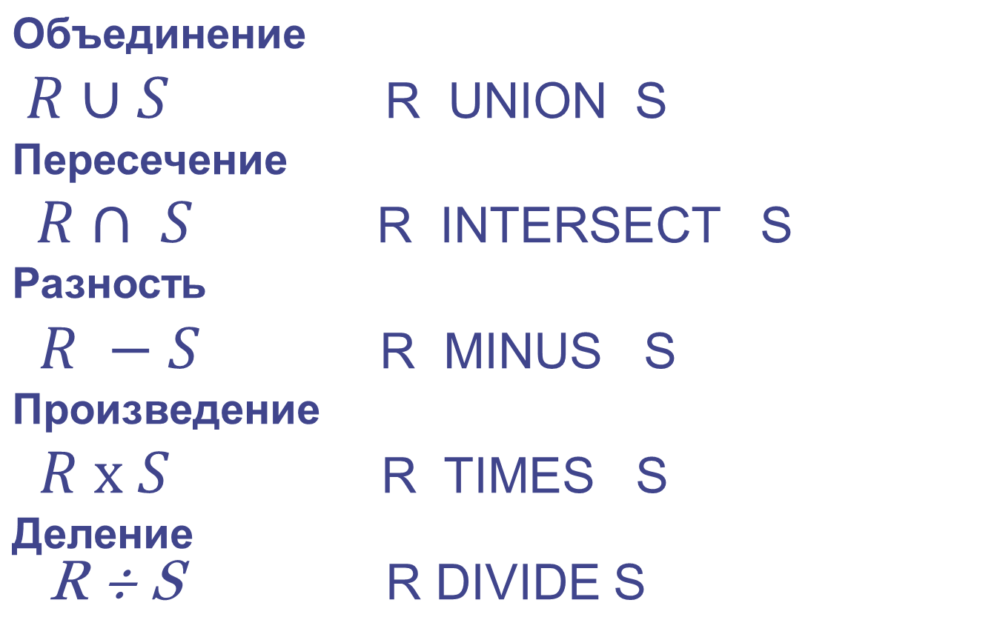 Объединение
R ∪ S R UNION S
Пересечение
R ∩ S R INTERSECT S
Разность
R − S R MINUS S
Произведение
R x S R TIMES S
Деление
R ÷ S R DIVIDE S